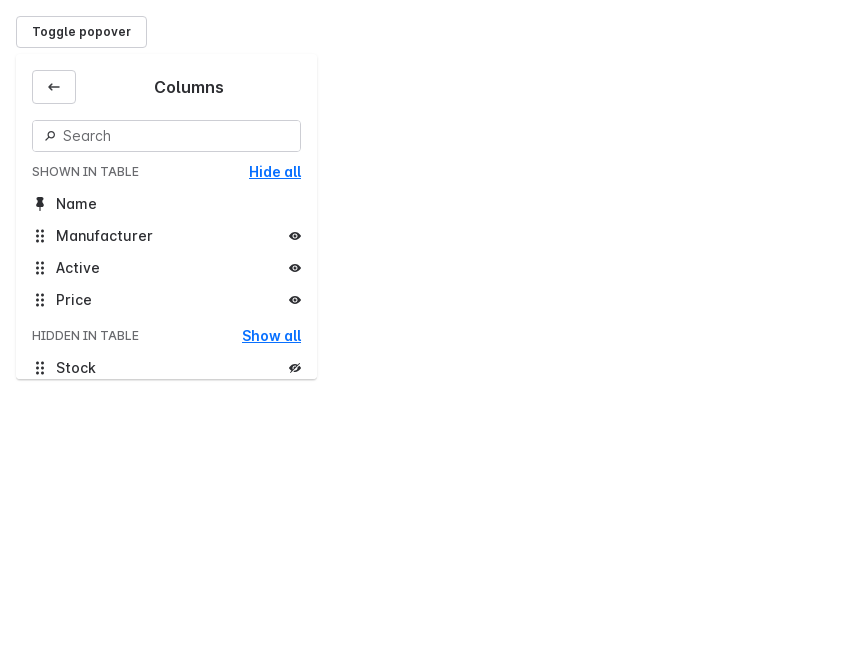 Toggle popover
Columns
Search
SHOWN IN TABLE
Hide all
Name
Manufacturer
Active
Price
HIDDEN IN TABLE
Show all
Stock